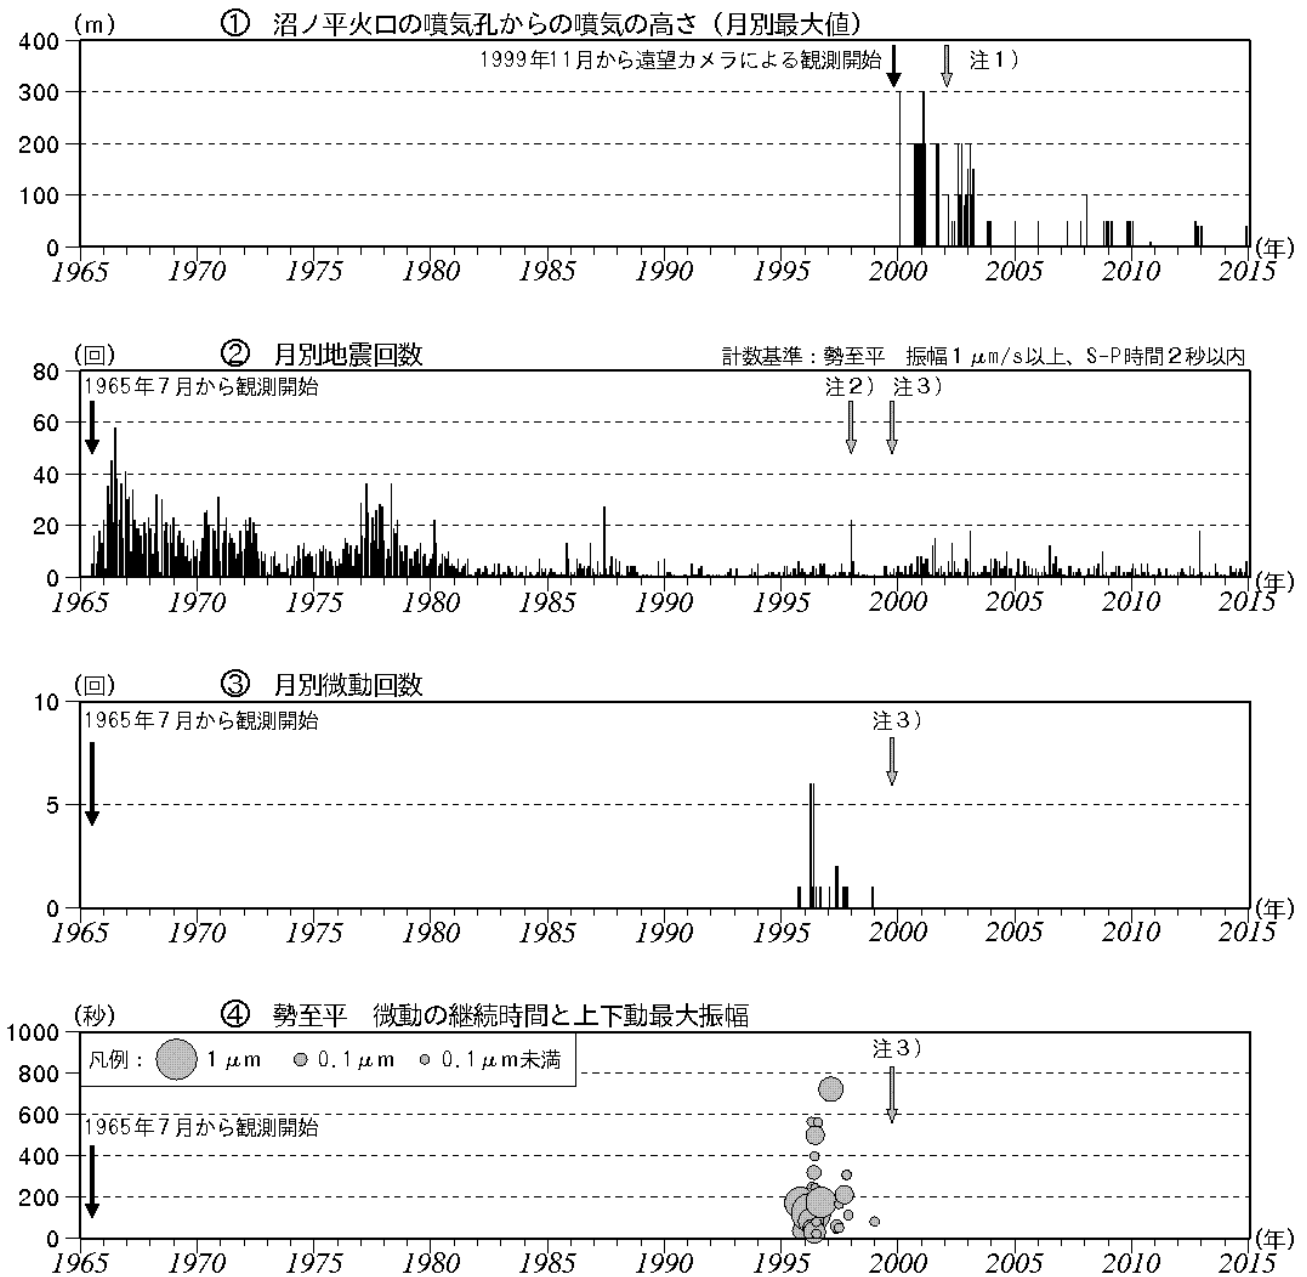 (m) ① 沼ノ平火口の噴気孔からの噴気の高さ（月別最大値）
400
1999年11月から遠望カメラによる観測開始 注1)
300
200
100
0
1965 1970 1975 1980 1985 1990 1995 2000 2005 2010 2015 (年)
(回) ② 月別地震回数 計数基準：勢至平 振幅1μm/s以上、S-P時間2秒以内
80
1965年7月から観測開始 注2) 注3)
60
40
20
0
1965 1970 1975 1980 1985 1990 1995 2000 2005 2010 2015 (年)
(回) ③ 月別微動回数
10
1965年7月から観測開始 注3)
5
0
1965 1970 1975 1980 1985 1990 1995 2000 2005 2010 2015 (年)
(秒) ④ 勢至平 微動の継続時間と上下動最大振幅
1000
凡例： 1μm 0.1μm 0.1μm未満 注3)
800
600
1965年7月から観測開始
400
200
0
1965 1970 1975 1980 1985 1990 1995 2000 2005 2010 2015 (年)